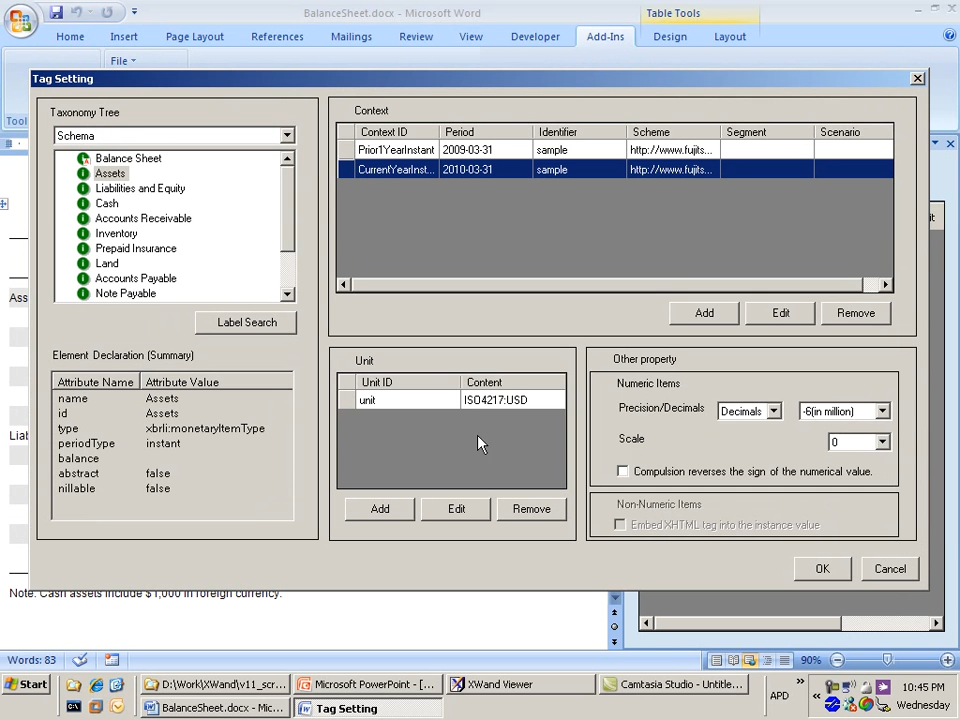 BalanceSheet.docx - Microsoft Word
Table Tools
Home Insert Page Layout References Mailings Review View Developer Add-Ins Design Layout
File
Tag Setting
Taxonomy Tree
Schema
Balance Sheet
Assets
Liabilities and Equity
Cash
Accounts Receivable
Inventory
Prepaid Insurance
Land
Accounts Payable
Note Payable
Label Search
Element Declaration (Summary)
Attribute Name Attribute Value
name Assets
id Assets
type xbrli:monetaryItemType
periodType instant
balance
abstract false
nillable false
Context
Context ID Period Identifier Scheme Segment Scenario
Prior1YearInstant 2009-03-31 sample http://www.fujits...
CurrentYearInst... 2010-03-31 sample http://www.fujits...
Add Edit Remove
Unit
Unit ID Content
unit ISO4217:USD
Add Edit Remove
Other property
Numeric Items
Precision/Decimals Decimals -6(in million)
Scale 0
Compulsion reverses the sign of the numerical value.
Non-Numeric Items
Embed XHTML tag into the instance value
OK Cancel
Tool
it
Ass
Liab
Note: Cash assets include $1,000 in foreign currency.
Words: 83
90%
Start D:\Work\XWand\v11_scr... Microsoft PowerPoint - [... XWand Viewer Camtasia Studio - Untitle... APD 10:45 PM
BalanceSheet.docx - Mic... Tag Setting Wednesday